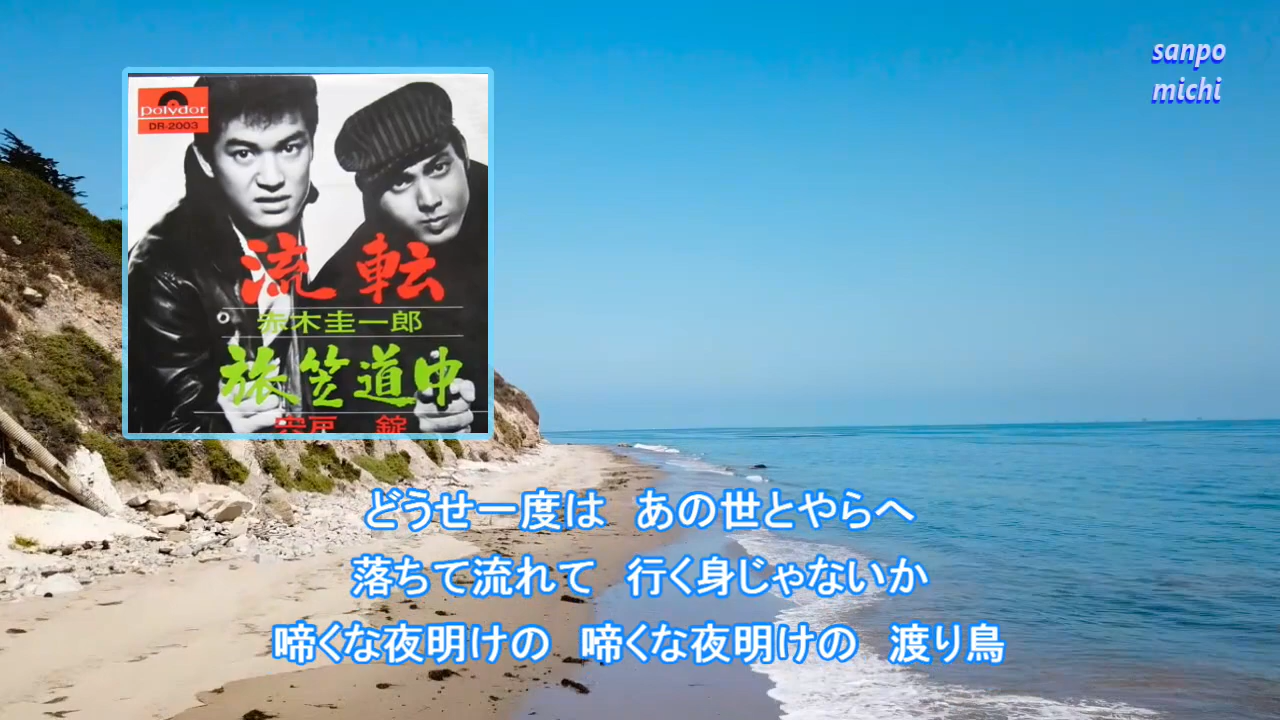 sanpo
michi
polydor
DR-2003
流転
赤木圭一郎
旅笠道中
宍戸 錠
どうせ一度は あの世とやらへ
落ちて流れて 行く身じゃないか
啼くな夜明けの 啼くな夜明けの 渡り鳥